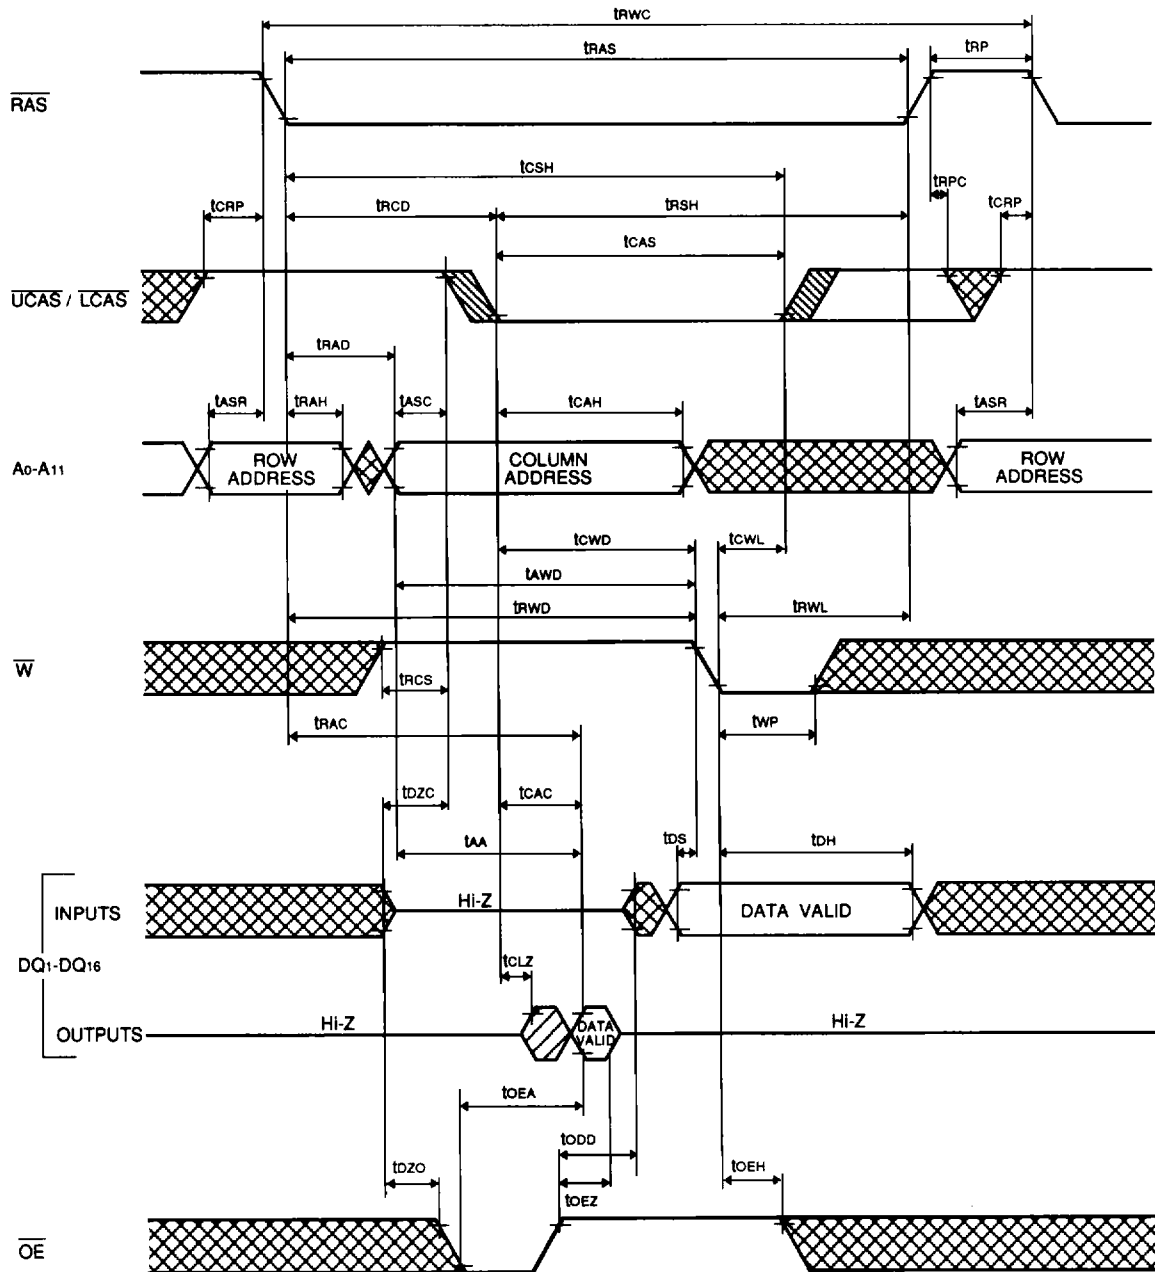 tRWC
tRAS
tRP
RAS
tCSH
tRPC
tCRP
tRCD
tRSH
tCRP
tCAS
UCAS / LCAS
tRAD
tASR
tRAH
tASC
tCAH
tASR
A0-A11
ROW ADDRESS
COLUMN ADDRESS
ROW ADDRESS
tCWD
tCWL
tAWD
tRWD
tRWL
W
tRCS
tRAC
tWP
tDZC
tCAC
tAA
tDS
tDH
INPUTS
Hi-Z
DATA VALID
DQ1-DQ16
tCLZ
OUTPUTS
Hi-Z
DATA VALID
Hi-Z
tOEA
tODD
tDZO
tOEZ
tOEH
OE